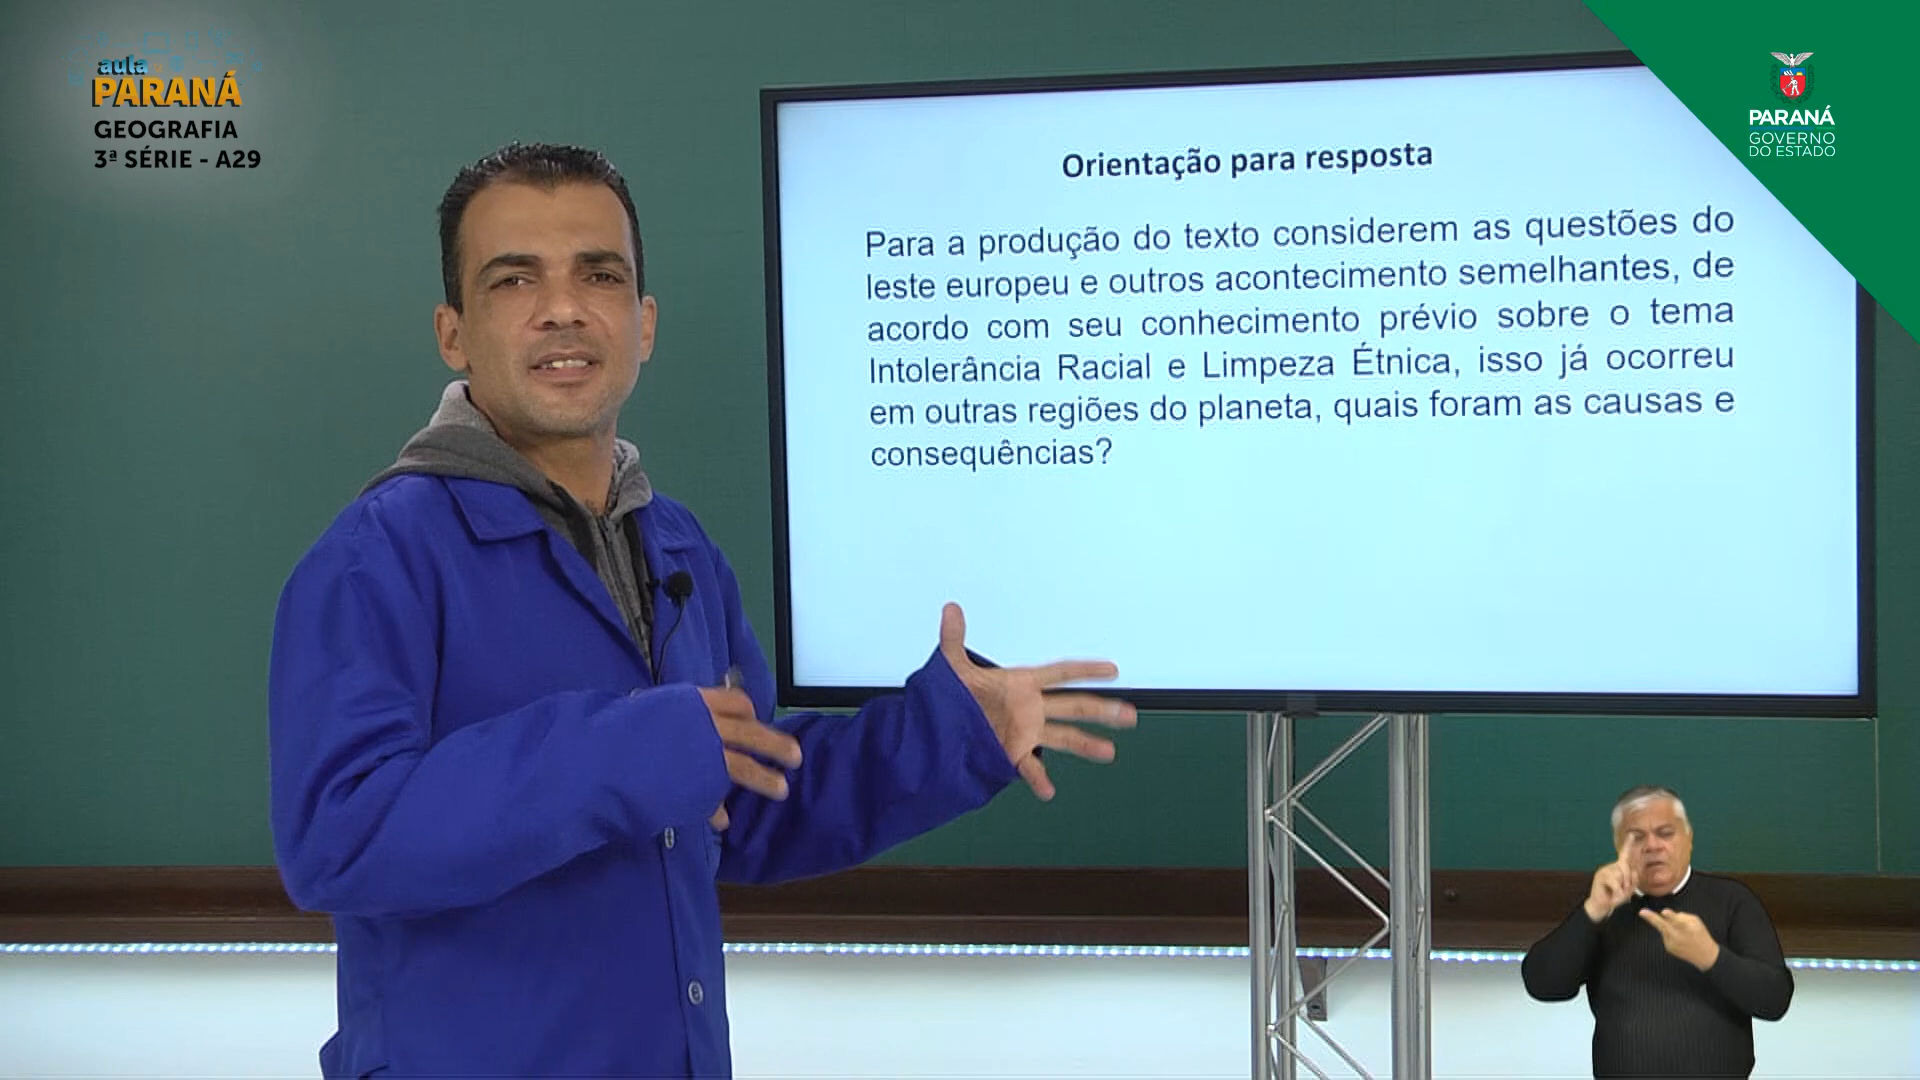 aula
PARANÁ
GEOGRAFIA
3ª SÉRIE - A29
PARANÁ
GOVERNO
DO ESTADO
Orientação para resposta
Para a produção do texto considerem as questões do
leste europeu e outros acontecimento semelhantes, de
acordo com seu conhecimento prévio sobre o tema
Intolerância Racial e Limpeza Étnica, isso já ocorreu
em outras regiões do planeta, quais foram as causas e
consequências?